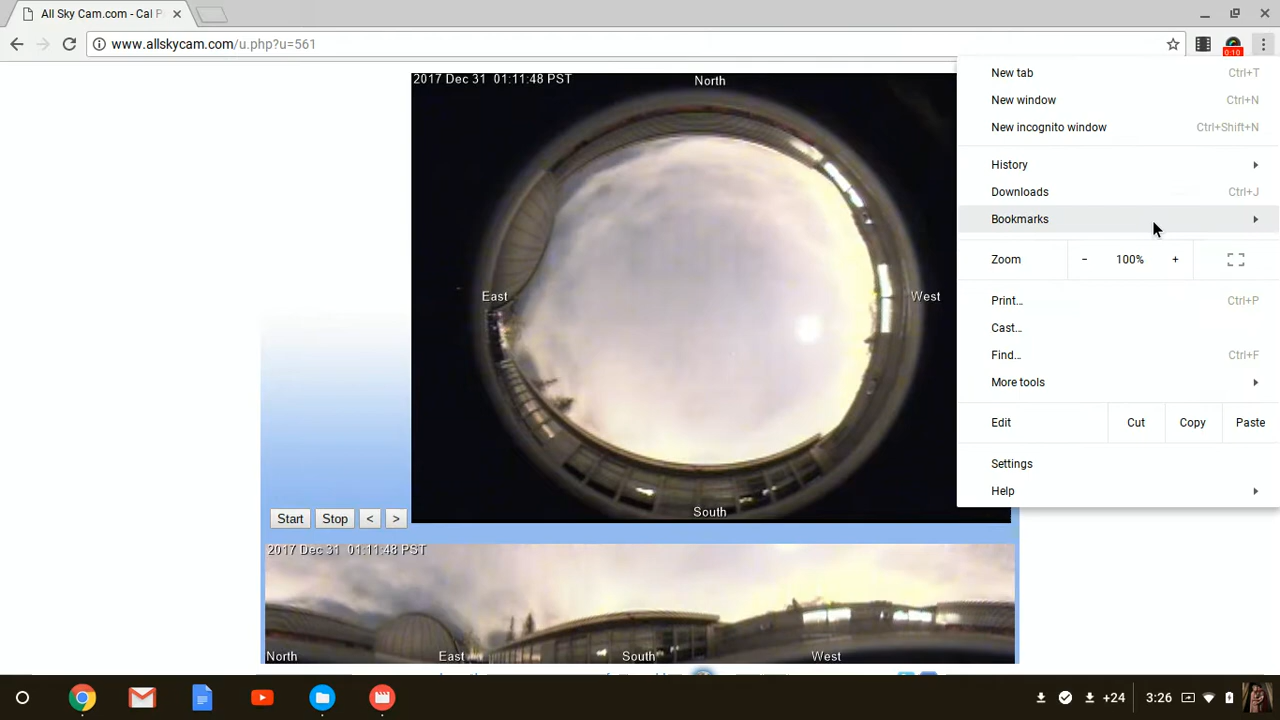 All Sky Cam.com - Cal P
www.allskycam.com/u.php?u=561
0:10
2017 Dec 31 01:11:48 PST
North
East
West
South
New tab Ctrl+T
New window Ctrl+N
New incognito window Ctrl+Shift+N
History
Downloads Ctrl+J
Bookmarks
Zoom - 100% +
Print... Ctrl+P
Cast...
Find... Ctrl+F
More tools
Edit Cut Copy Paste
Settings
Help
Start Stop < >
2017 Dec 31 01:11:48 PST
North East South West
+24 3:26